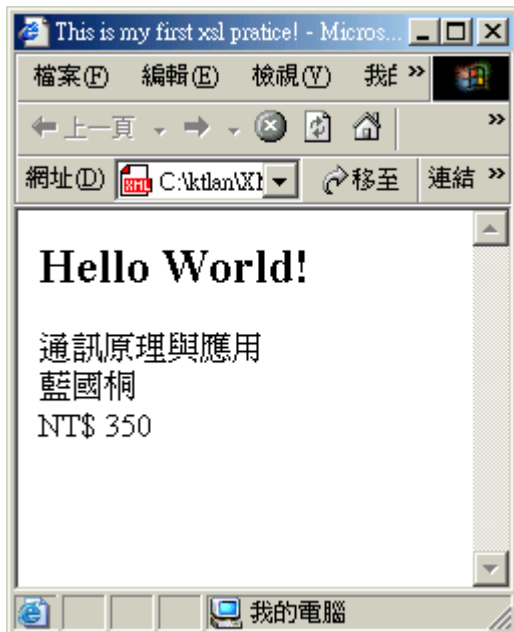 This is my first xsl pratice! - Micros...
檔案(F) 編輯(E) 檢視(V) »
上一頁 »
網址(D) XML C:\ktlan\ 移至 連結 »
Hello World!
通訊原理與應用
藍國桐
NT$ 350
我的電腦